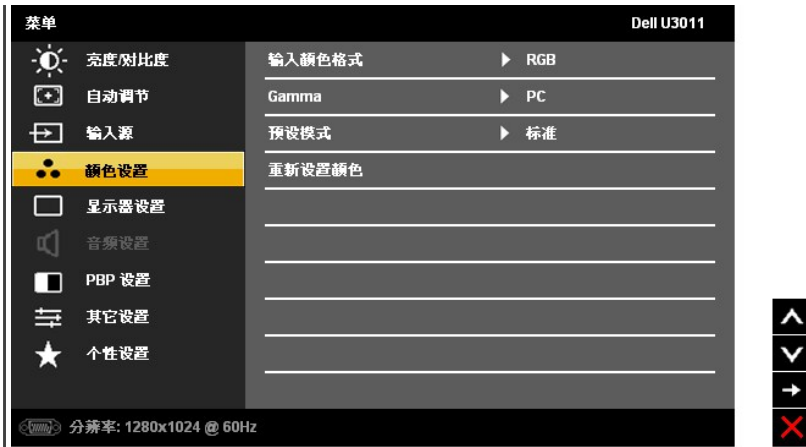 菜单 Dell U3011
亮度/对比度 输入颜色格式 RGB
自动调节 Gamma PC
输入源 预设模式 标准
颜色设置 重新设置颜色
显示器设置
音频设置
PBP 设置
其它设置
个性设置
分辨率: 1280x1024 @ 60Hz